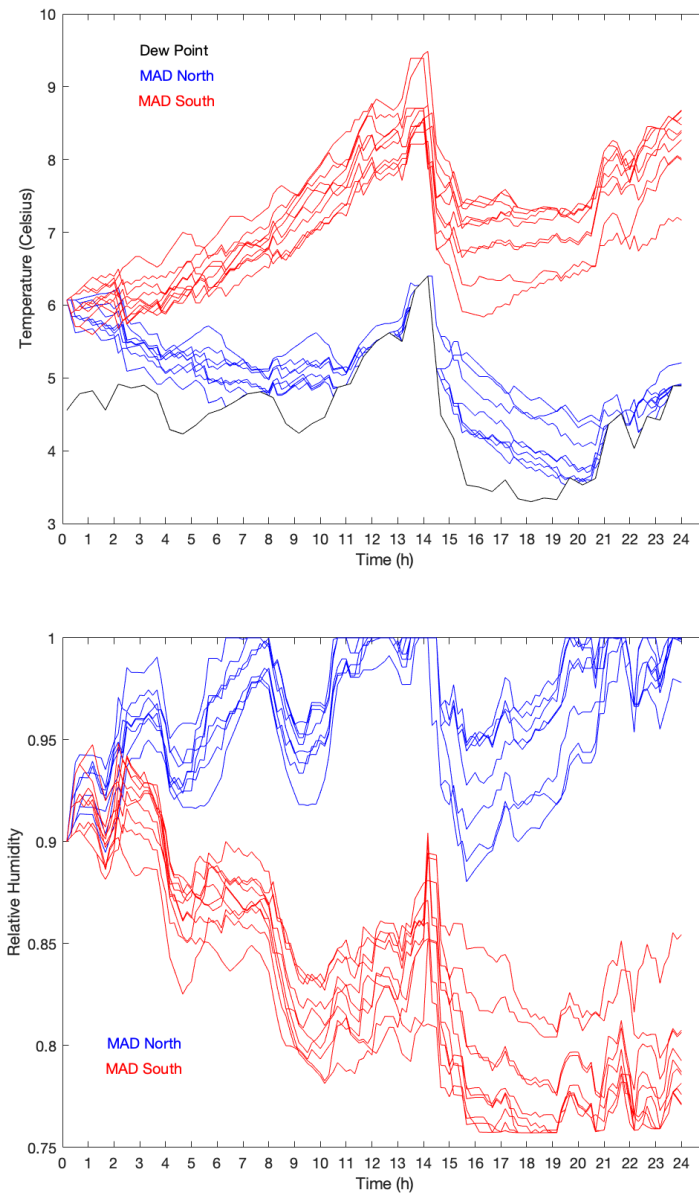 10
9
8
7
6
5
4
3
Temperature (Celsius)
Dew Point
MAD North
MAD South
0 1 2 3 4 5 6 7 8 9 10 11 12 13 14 15 16 17 18 19 20 21 22 23 24
Time (h)
1
0.95
0.9
0.85
0.8
0.75
Relative Humidity
MAD North
MAD South
0 1 2 3 4 5 6 7 8 9 10 11 12 13 14 15 16 17 18 19 20 21 22 23 24
Time (h)